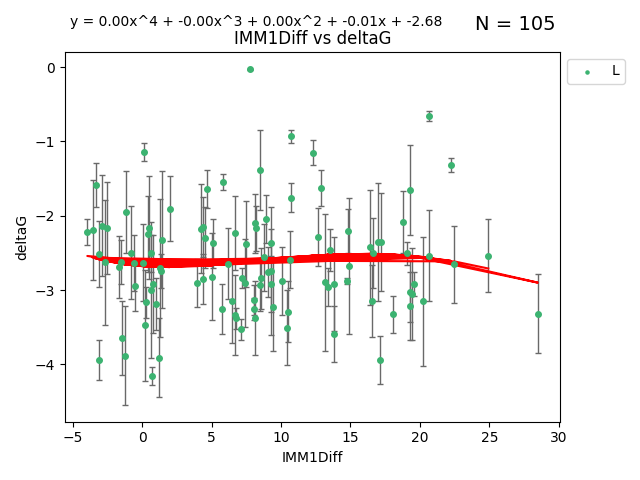 y = 0.00x^4 + -0.00x^3 + 0.00x^2 + -0.01x + -2.68
N = 105
IMM1Diff vs deltaG
L
0
−1
−2
−3
−4
deltaG
−5
0
5
10
15
20
25
30
IMM1Diff